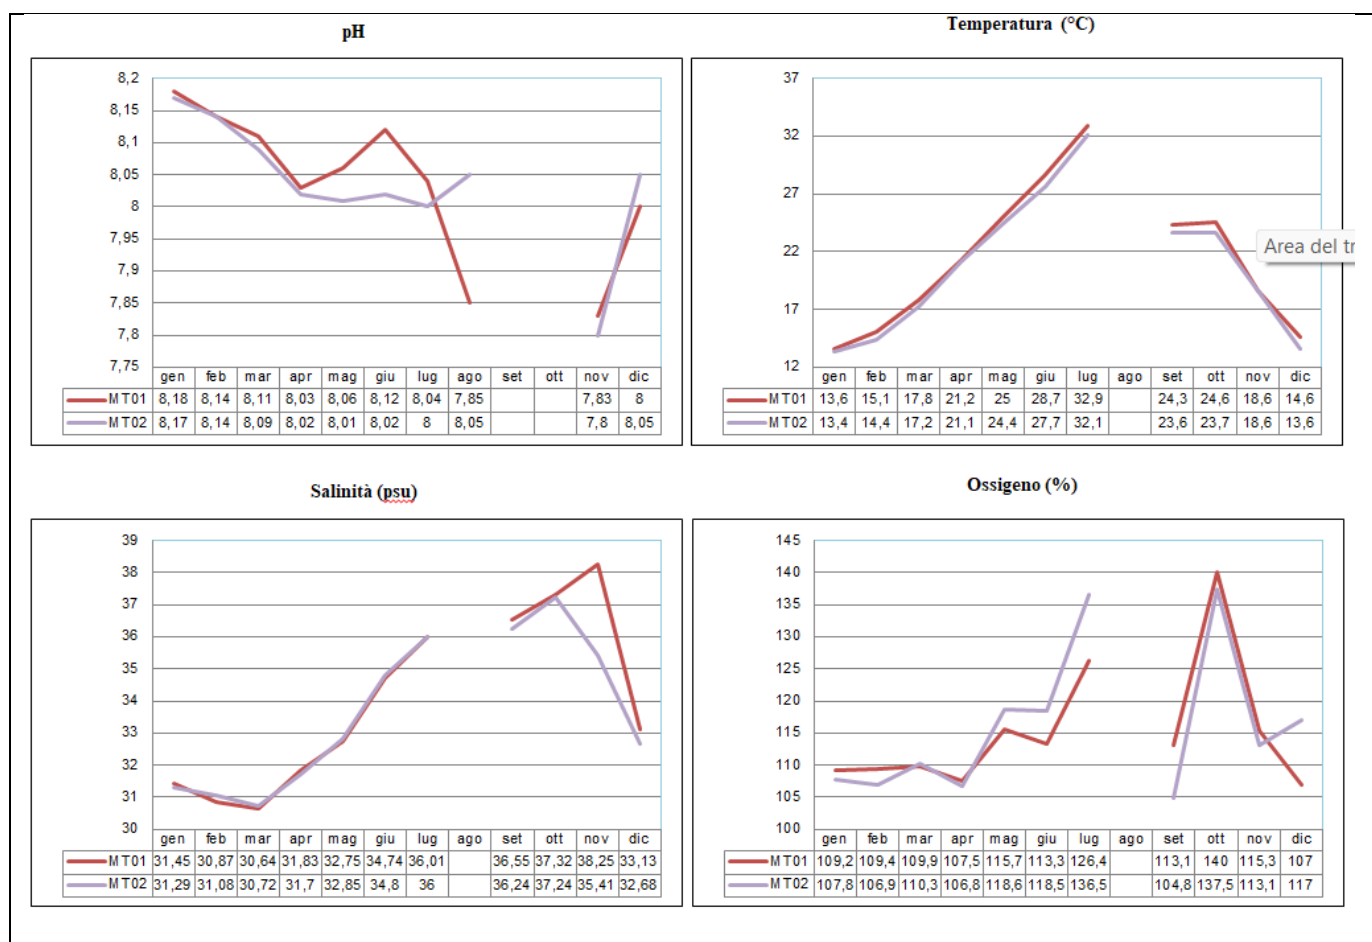 pH
8,2
8,15
8,1
8,05
8
7,95
7,9
7,85
7,8
7,75
gen feb mar apr mag giu lug ago set ott nov dic
MT01 8,18 8,14 8,11 8,03 8,06 8,12 8,04 7,85 7,83 8
MT02 8,17 8,14 8,09 8,02 8,01 8,02 8 8,05 7,8 8,05
Temperatura (°C)
37
32
27
22
17
12
Area del tr
gen feb mar apr mag giu lug ago set ott nov dic
MT01 13,6 15,1 17,8 21,2 25 28,7 32,9 24,3 24,6 18,6 14,6
MT02 13,4 14,4 17,2 21,1 24,4 27,7 32,1 23,6 23,7 18,6 13,6
Salinità (psu)
39
38
37
36
35
34
33
32
31
30
gen feb mar apr mag giu lug ago set ott nov dic
MT01 31,45 30,87 30,64 31,83 32,75 34,74 36,01 36,55 37,32 38,25 33,13
MT02 31,29 31,08 30,72 31,7 32,85 34,8 36 36,24 37,24 35,41 32,68
Ossigeno (%)
145
140
135
130
125
120
115
110
105
100
gen feb mar apr mag giu lug ago set ott nov dic
MT01 109,2 109,4 109,9 107,5 115,7 113,3 126,4 113,1 140 115,3 107
MT02 107,8 106,9 110,3 106,8 118,6 118,5 136,5 104,8 137,5 113,1 117